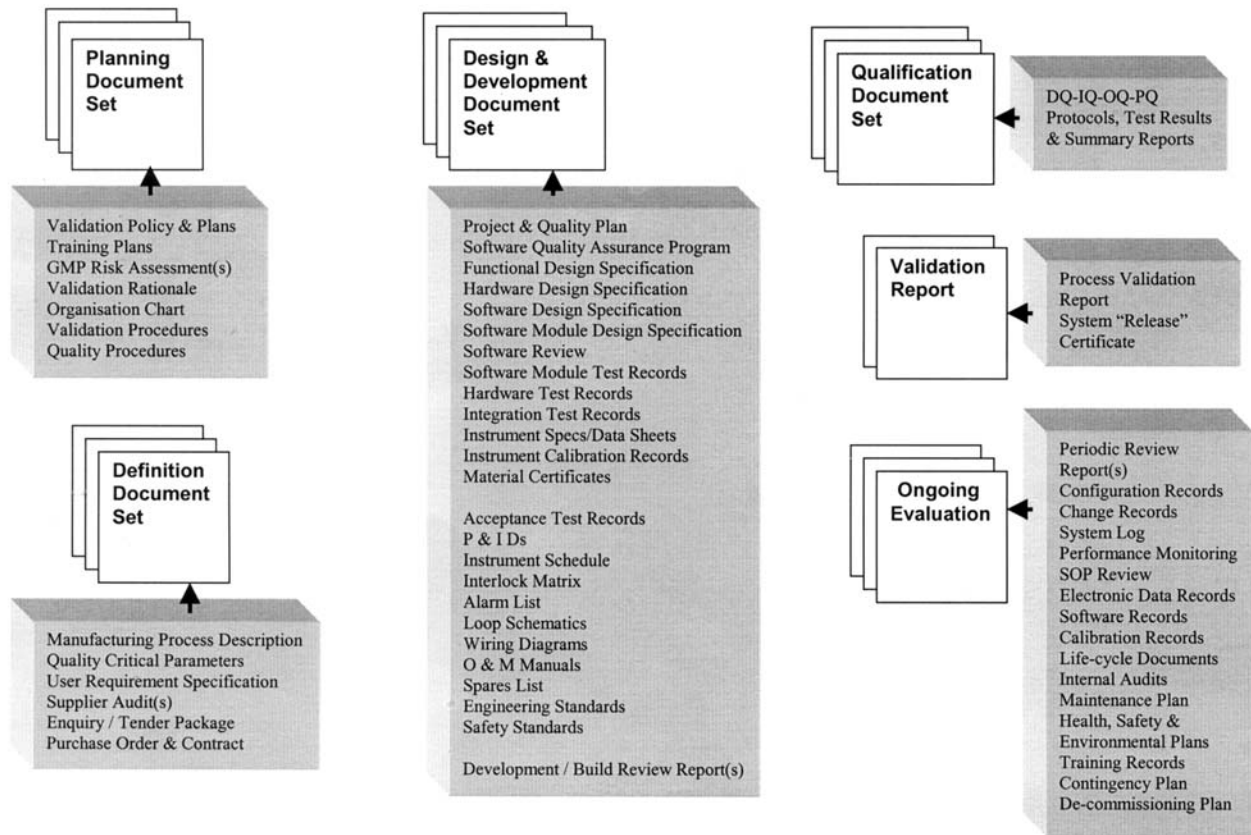 Planning
Document
Set
Validation Policy & Plans
Training Plans
GMP Risk Assessment(s)
Validation Rationale
Organisation Chart
Validation Procedures
Quality Procedures
Definition
Document
Set
Manufacturing Process Description
Quality Critical Parameters
User Requirement Specification
Supplier Audit(s)
Enquiry / Tender Package
Purchase Order & Contract
Design &
Development
Document
Set
Project & Quality Plan
Software Quality Assurance Program
Functional Design Specification
Hardware Design Specification
Software Design Specification
Software Module Design Specification
Software Review
Software Module Test Records
Hardware Test Records
Integration Test Records
Instrument Specs/Data Sheets
Instrument Calibration Records
Material Certificates
Acceptance Test Records
P & I Ds
Instrument Schedule
Interlock Matrix
Alarm List
Loop Schematics
Wiring Diagrams
O & M Manuals
Spares List
Engineering Standards
Safety Standards
Development / Build Review Report(s)
Qualification
Document
Set
DQ-IQ-OQ-PQ
Protocols, Test Results
& Summary Reports
Validation
Report
Process Validation
Report
System “Release”
Certificate
Ongoing
Evaluation
Periodic Review
Report(s)
Configuration Records
Change Records
System Log
Performance Monitoring
SOP Review
Electronic Data Records
Software Records
Calibration Records
Life-cycle Documents
Internal Audits
Maintenance Plan
Health, Safety &
Environmental Plans
Training Records
Contingency Plan
De-commissioning Plan